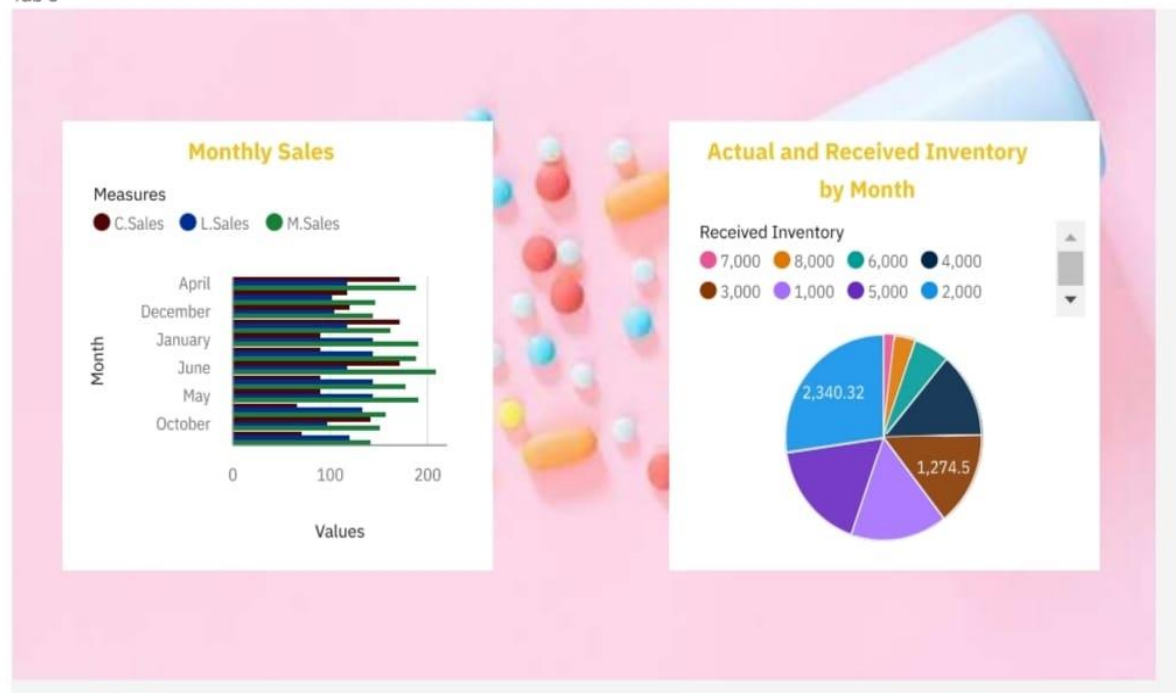 Monthly Sales
Measures
C.Sales L.Sales M.Sales
April
December
January
June
May
October
Month
0 100 200
Values
Actual and Received Inventory
by Month
Received Inventory
7,000 8,000 6,000 4,000
3,000 1,000 5,000 2,000
2,340.32
1,274.5